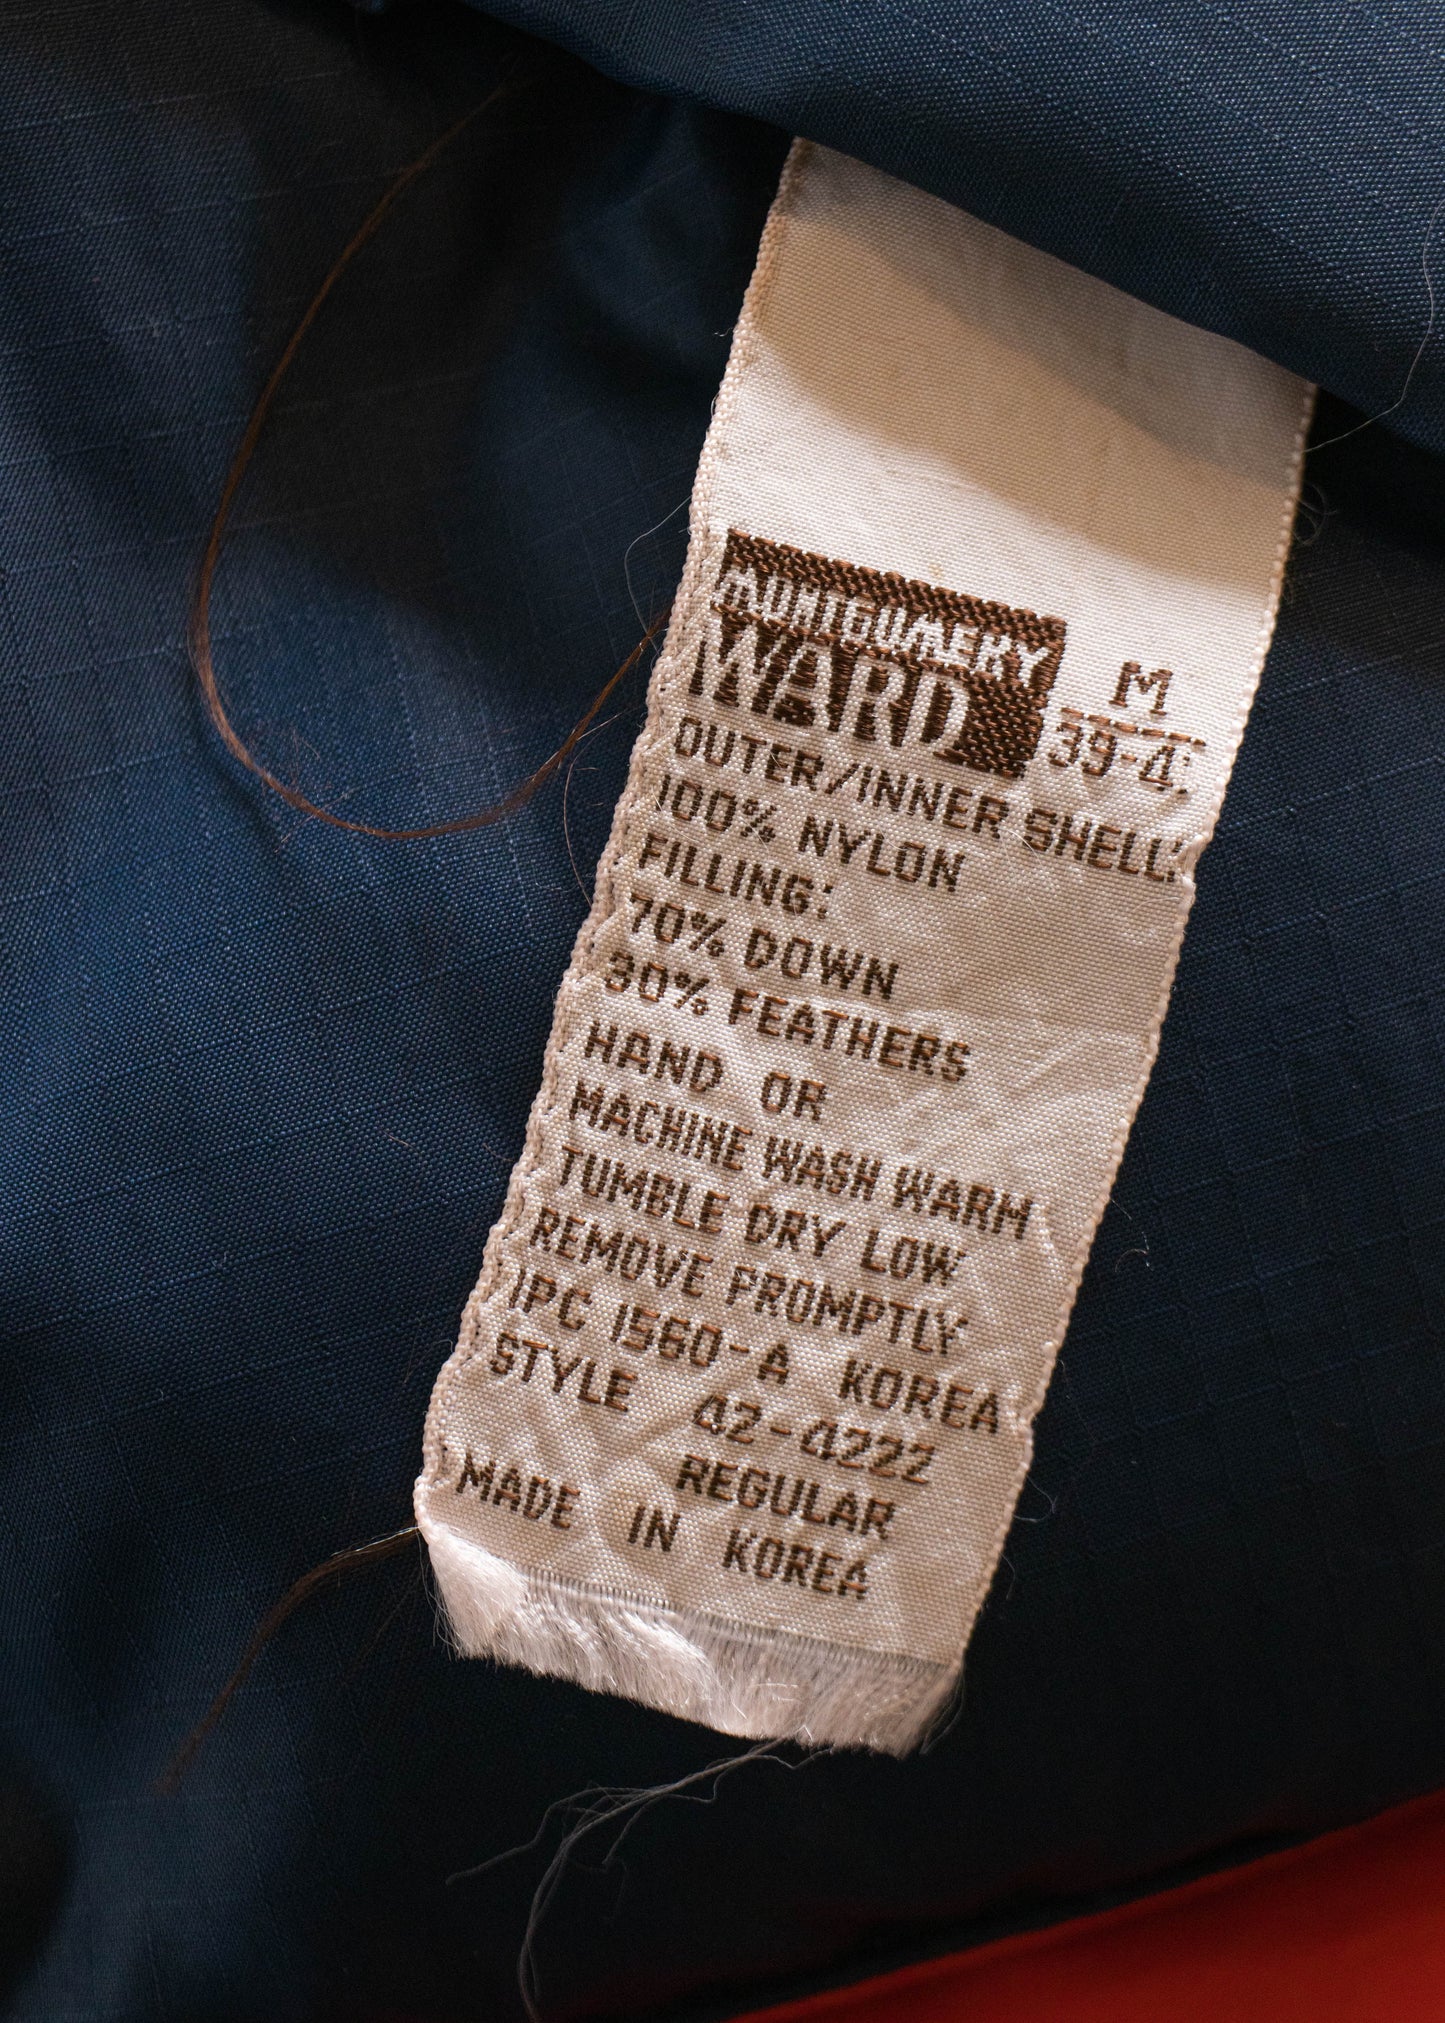 MONTGOMERY
WARD
M
39-4
OUTER/INNER SHELL:
100% NYLON
FILLING:
70% DOWN
30% FEATHERS
HAND OR
MACHINE WASH WARM
TUMBLE DRY LOW
REMOVE PROMPTLY
IPC 1560-A KOREA
STYLE 42-4222
REGULAR
MADE IN KOREA